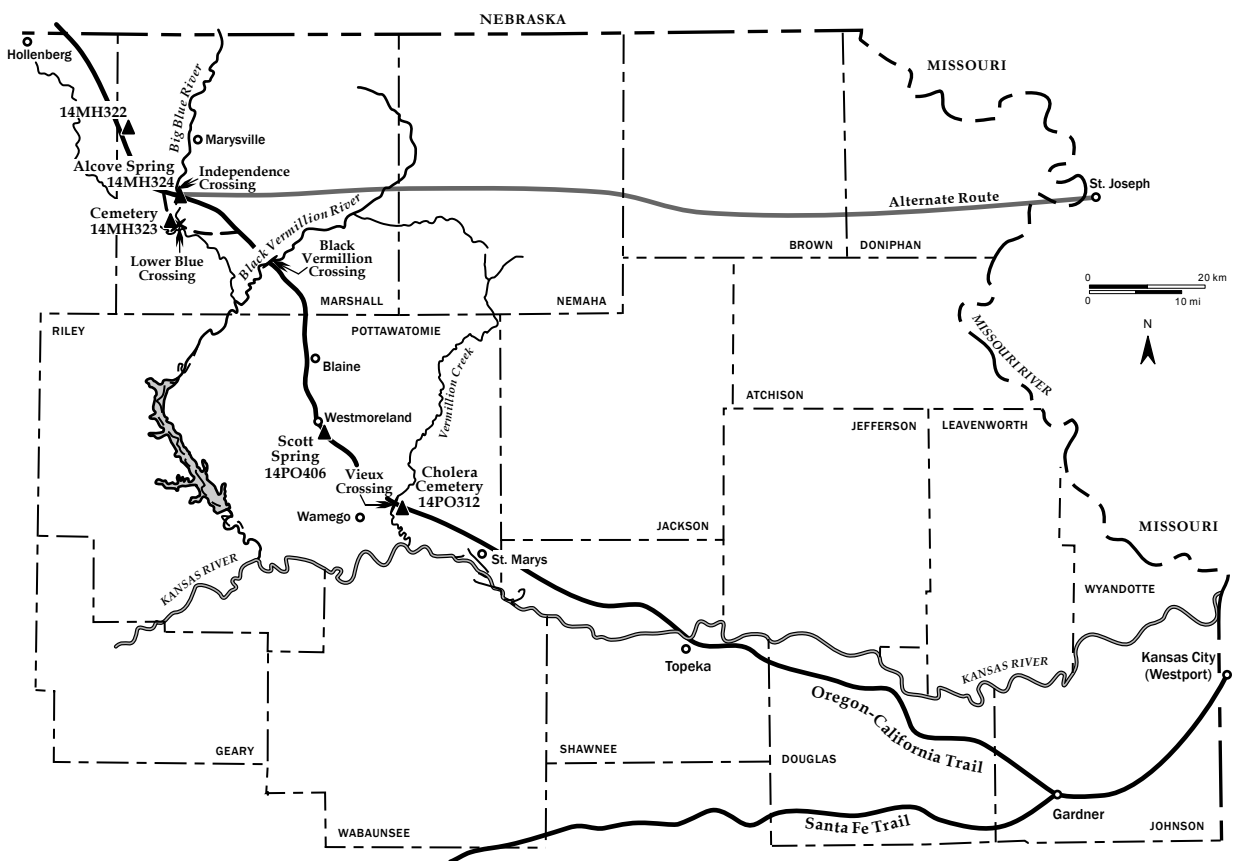 NEBRASKA
Hollenberg
MISSOURI
14MH322
Big Blue River
Marysville
Alcove Spring
14MH324
Independence
Crossing
St. Joseph
Alternate Route
Cemetery
14MH323
Black Vermillion River
Lower Blue
Crossing
Black
Vermillion
Crossing
BROWN
DONIPHAN
0
20 km
0
10 mi
N
MARSHALL
NEMAHA
RILEY
POTTAWATOMIE
MISSOURI RIVER
Blaine
Vermillion Creek
ATCHISON
Westmoreland
JEFFERSON
LEAVENWORTH
Scott
Spring
14PO406
Vieux
Crossing
Cholera
Cemetery
14PO312
Wamego
JACKSON
MISSOURI
St. Marys
KANSAS RIVER
WYANDOTTE
Topeka
KANSAS RIVER
Kansas City
(Westport)
Oregon-California Trail
GEARY
SHAWNEE
DOUGLAS
Gardner
Santa Fe Trail
WABAUNSEE
JOHNSON